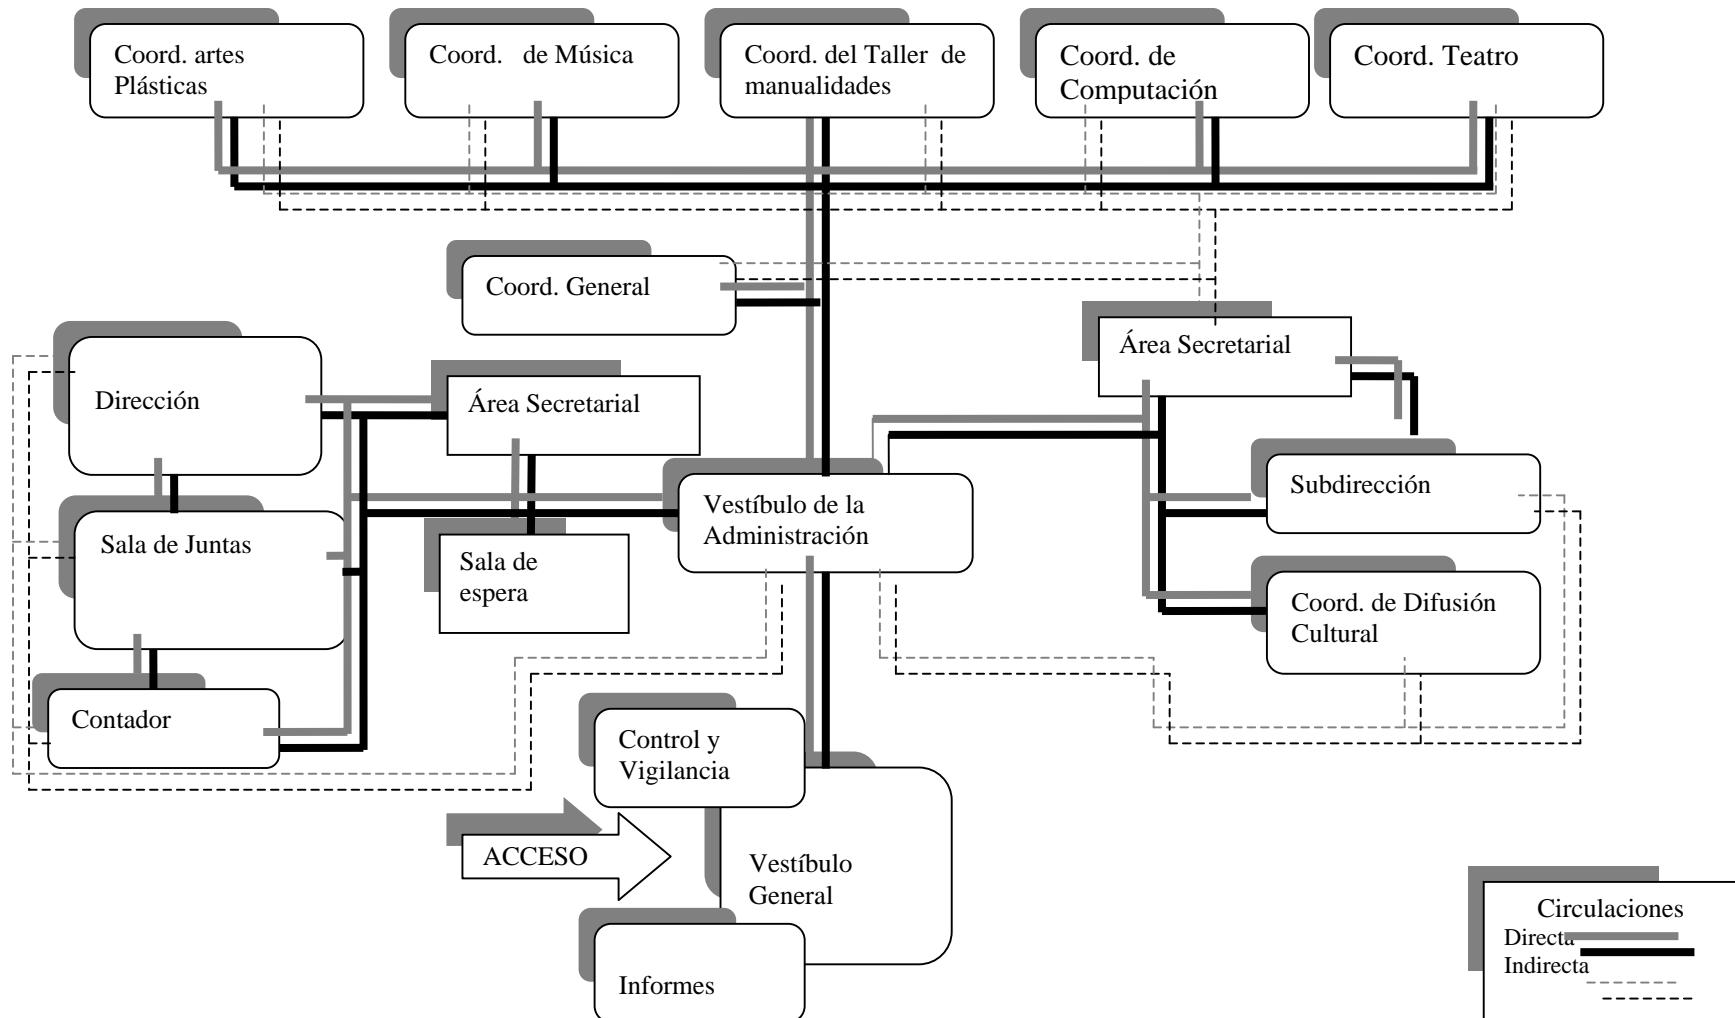 Coord. artes
Plásticas
Coord. de Música
Coord. del Taller de
manualidades
Coord. de
Computación
Coord. Teatro
Coord. General
Área Secretarial
Dirección
Área Secretarial
Subdirección
Vestíbulo de la
Administración
Sala de Juntas
Sala de
espera
Coord. de Difusión
Cultural
Contador
Control y
Vigilancia
ACCESO
Vestíbulo
General
Informes
Circulaciones
Directa
Indirecta